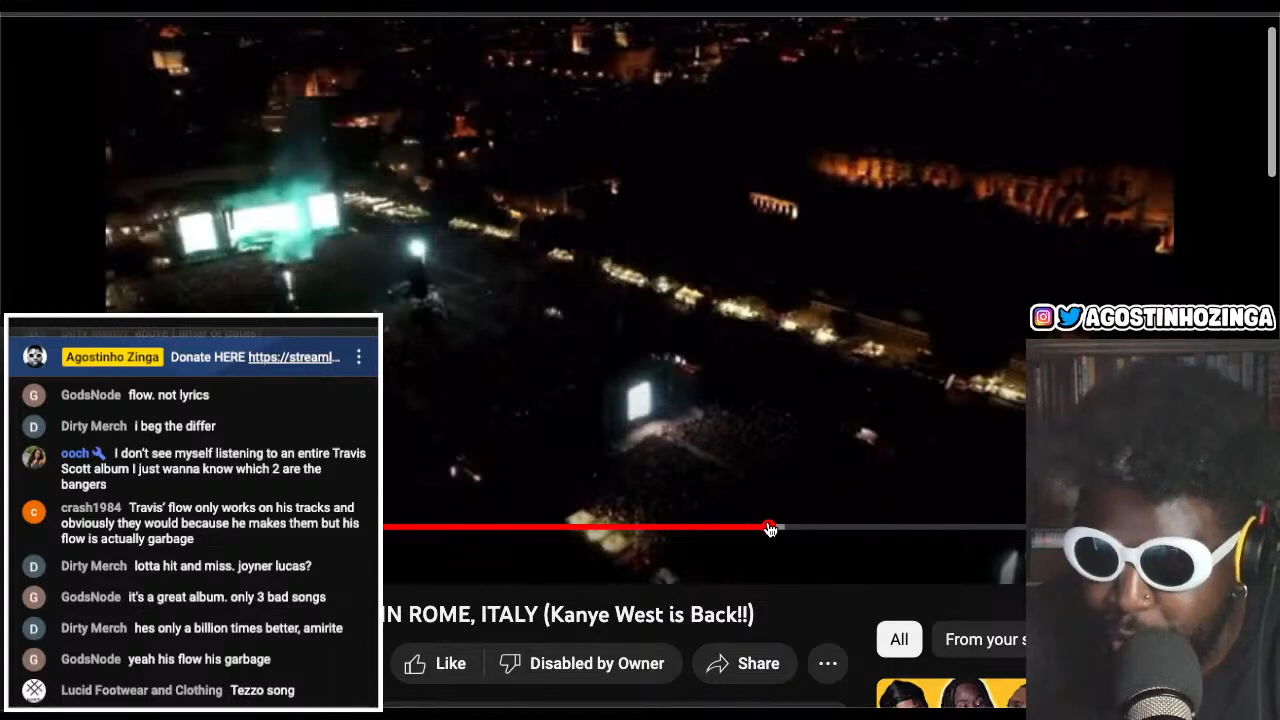 Agostinho Zinga Donate HERE https://streaml...
GodsNode flow. not lyrics
Dirty Merch i beg the differ
ooch I don't see myself listening to an entire Travis
Scott album I just wanna know which 2 are the
bangers
crash1984 Travis' flow only works on his tracks and
obviously they would because he makes them but his
flow is actually garbage
Dirty Merch lotta hit and miss. joyner lucas?
GodsNode it's a great album. only 3 bad songs
Dirty Merch hes only a billion times better, amirite
GodsNode yeah his flow his garbage
Lucid Footwear and Clothing Tezzo song
AGOSTINHOZINGA
IN ROME, ITALY (Kanye West is Back!!)
Like
Disabled by Owner
Share
All
From your s